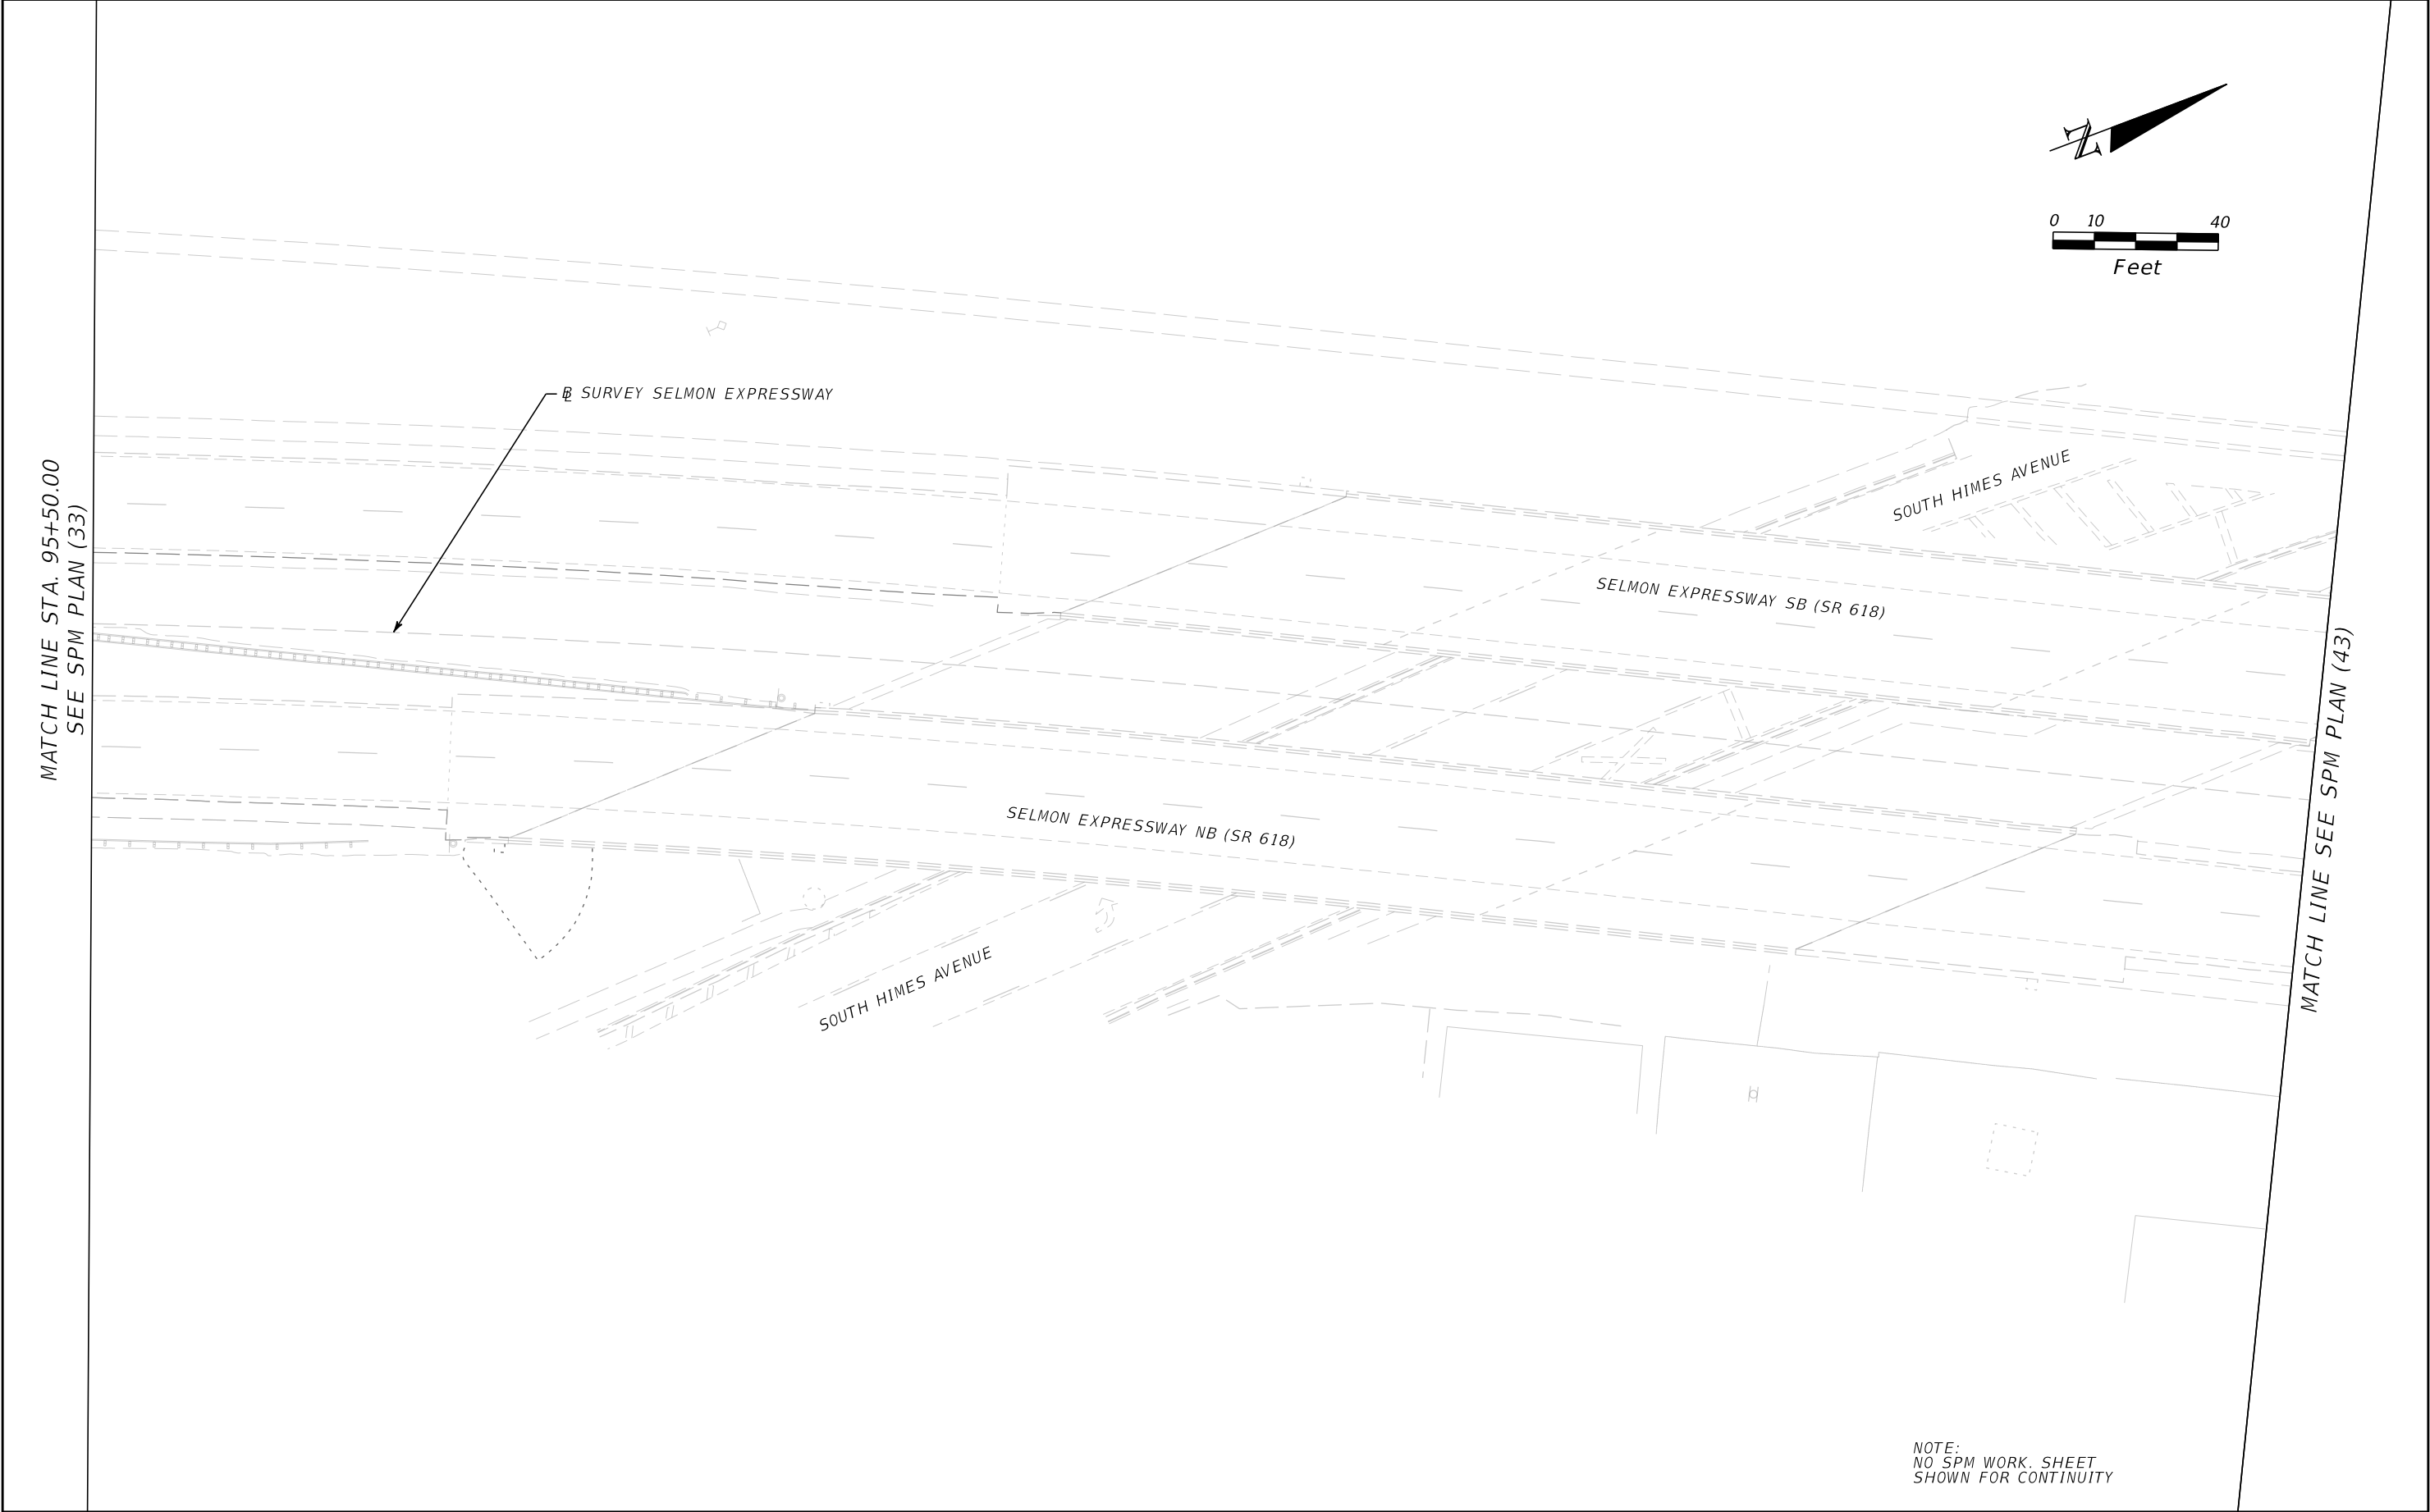 0 10 40
Feet
BL SURVEY SELMON EXPRESSWAY
MATCH LINE STA. 95+50.00
SEE SPM PLAN (33)
SOUTH HIMES AVENUE
SELMON EXPRESSWAY SB (SR 618)
MATCH LINE SEE SPM PLAN (43)
SELMON EXPRESSWAY NB (SR 618)
SOUTH HIMES AVENUE
NOTE:
NO SPM WORK. SHEET
SHOWN FOR CONTINUITY